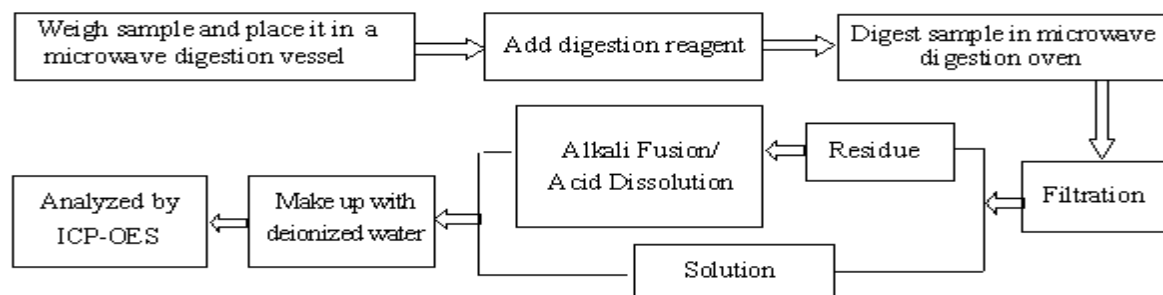 Weigh sample and place it in a
microwave digestion vessel
Add digestion reagent
Digest sample in microwave
digestion oven
Filtration
Residue
Alkali Fusion/
Acid Dissolution
Solution
Make up with
deionized water
Analyzed by
ICP-OES